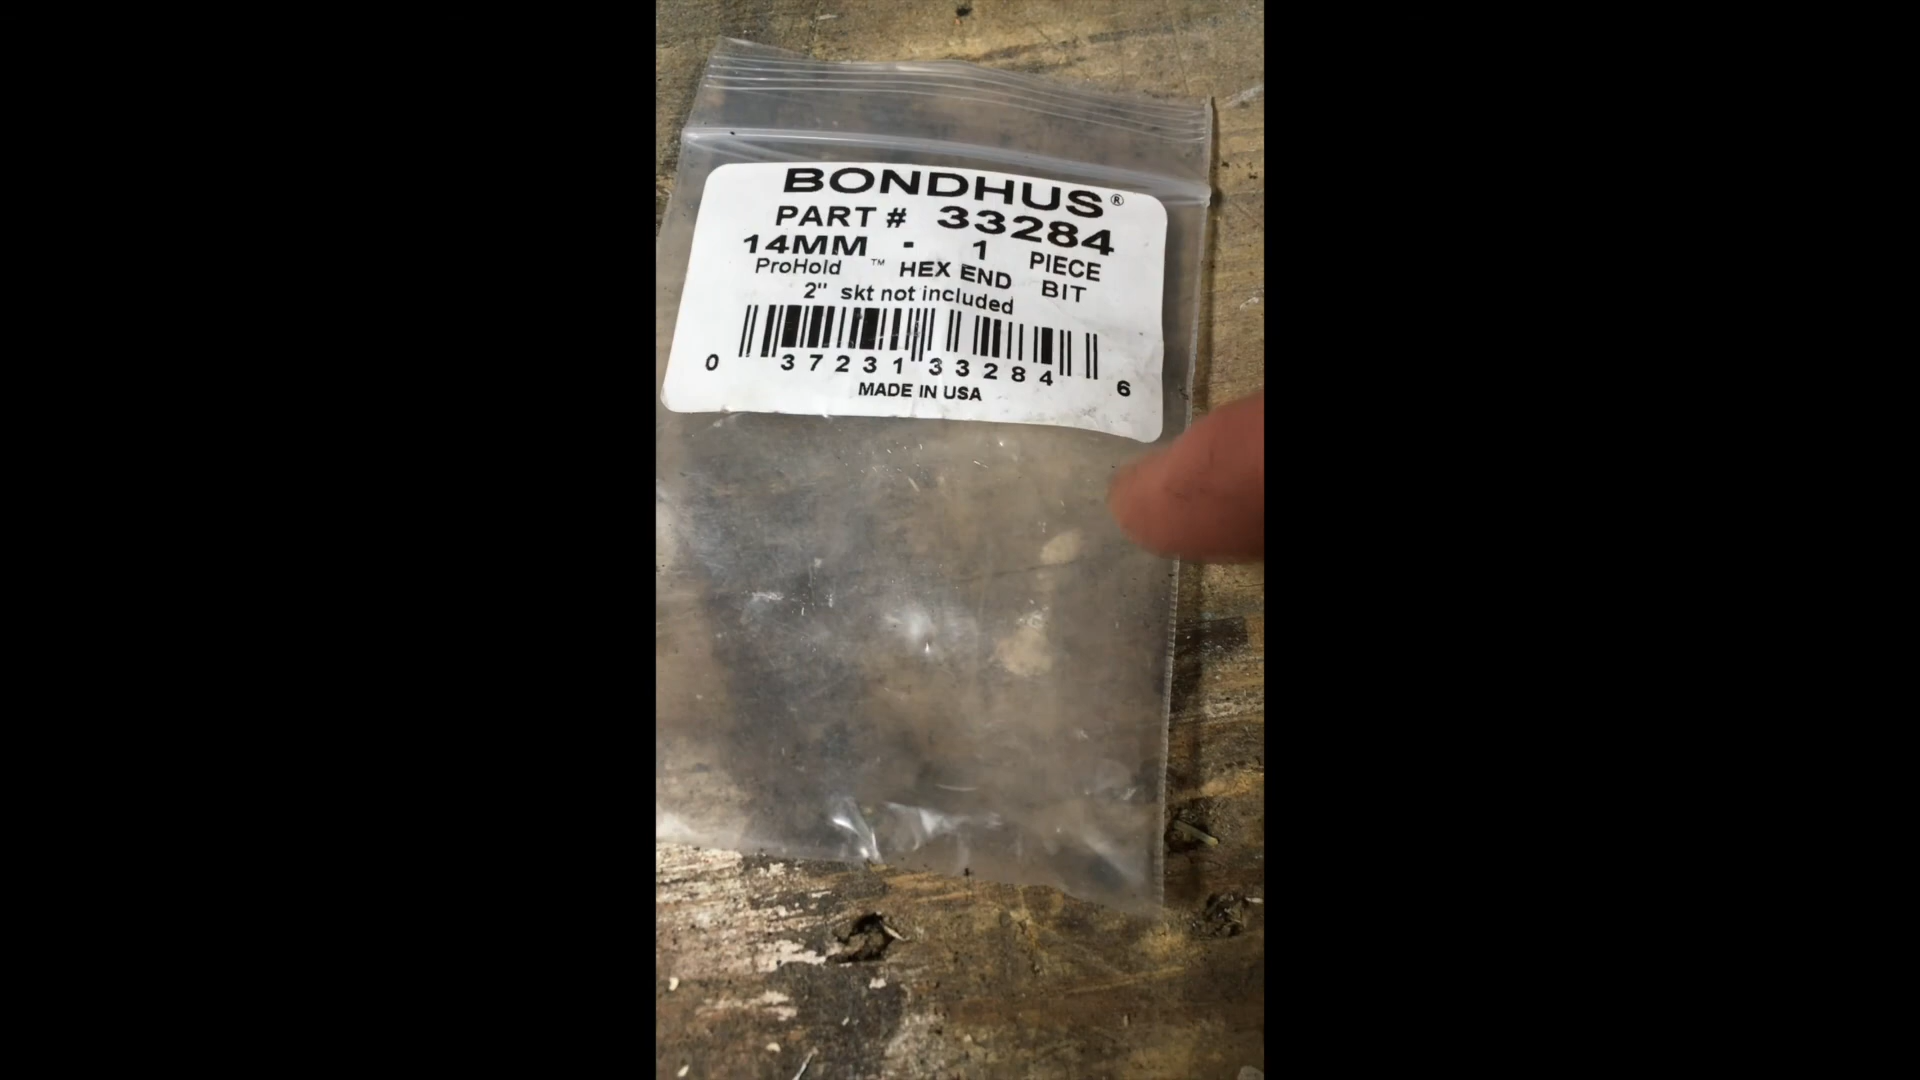 BONDHUS®
PART # 33284
14MM - 1 PIECE
ProHold ™ HEX END BIT
2" skt not included
0 37231 33284 6
MADE IN USA